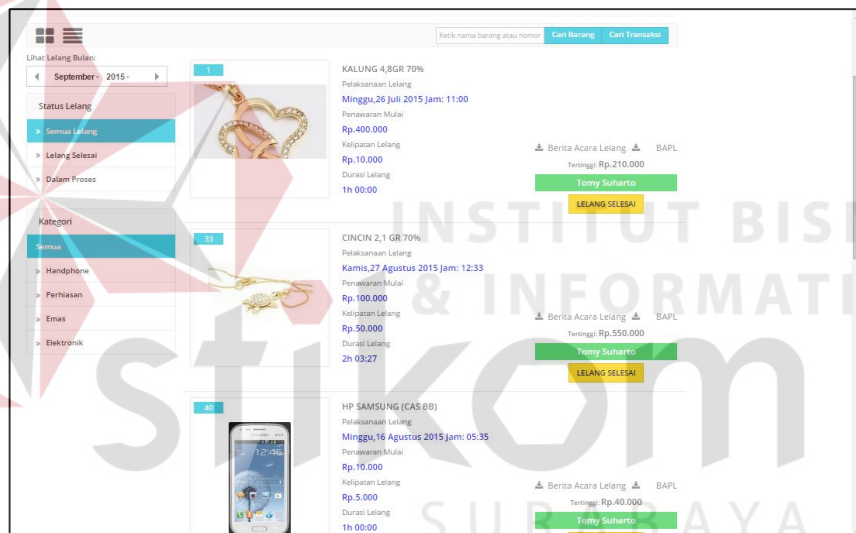 Ketik nama barang atau nomor
Cari Barang
Cari Transaksi
Lihat Lelang Bulan:
September- 2015-
Status Lelang
» Semua Lelang
» Lelang Selesai
» Dalam Proses
Kategori
Semua
» Handphone
» Perhiasan
» Emas
» Elektronik
1
KALUNG 4,8GR 70%
Pelaksanaan Lelang
Minggu,26 Juli 2015 Jam: 11:00
Penawaran Mulai
Rp.400.000
Kelipatan Lelang
Rp.10.000
Durasi Lelang
1h 00:00
Berita Acara Lelang BAPL
Tertinggi: Rp.210.000
Tomy Suharto
LELANG SELESAI
33
CINCIN 2,1 GR 70%
Pelaksanaan Lelang
Kamis,27 Agustus 2015 Jam: 12:33
Penawaran Mulai
Rp.100.000
Kelipatan Lelang
Rp.50.000
Durasi Lelang
2h 03:27
Berita Acara Lelang BAPL
Tertinggi: Rp.550.000
Tomy Suharto
LELANG SELESAI
40
HP SAMSUNG (CAS BB)
Pelaksanaan Lelang
Minggu,16 Agustus 2015 Jam: 05:35
Penawaran Mulai
Rp.10.000
Kelipatan Lelang
Rp.5.000
Durasi Lelang
1h 00:00
12:45
Berita Acara Lelang BAPL
Tertinggi: Rp.40.000
Tomy Suharto
INSTITUT BISI
& INFORMATI
stikom
SURABAYA